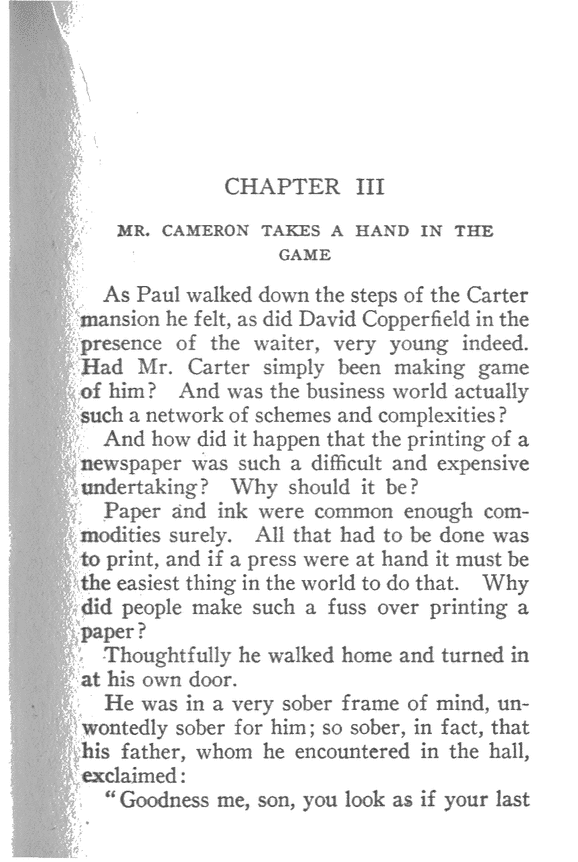 CHAPTER III
MR. CAMERON TAKES A HAND IN THE
GAME
As Paul walked down the steps of the Carter
mansion he felt, as did David Copperfield in the
presence of the waiter, very young indeed.
Had Mr. Carter simply been making game
of him? And was the business world actually
such a network of schemes and complexities?
And how did it happen that the printing of a
newspaper was such a difficult and expensive
undertaking? Why should it be?
Paper and ink were common enough com-
modities surely. All that had to be done was
to print, and if a press were at hand it must be
the easiest thing in the world to do that. Why
did people make such a fuss over printing a
paper?
Thoughtfully he walked home and turned in
at his own door.
He was in a very sober frame of mind, un-
wontedly sober for him; so sober, in fact, that
his father, whom he encountered in the hall,
exclaimed:
“Goodness me, son, you look as if your last